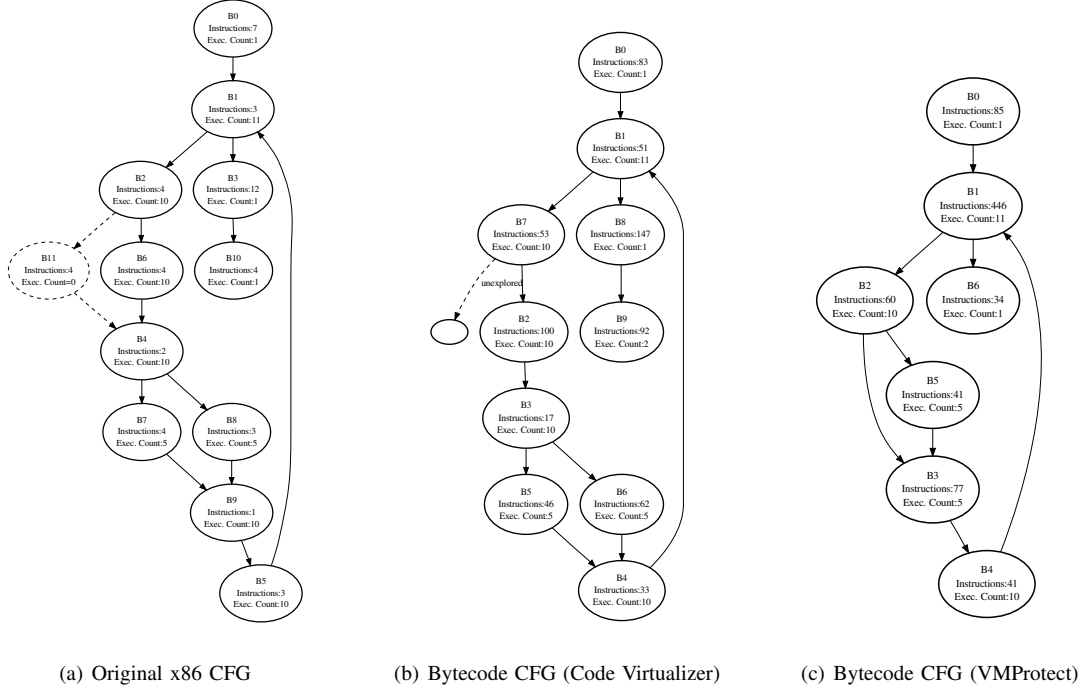 B0
Instructions:7
Exec. Count:1
B1
Instructions:3
Exec. Count:11
B2
Instructions:4
Exec. Count:10
B3
Instructions:12
Exec. Count:1
B11
Instructions:4
Exec. Count=0
B6
Instructions:4
Exec. Count:10
B10
Instructions:4
Exec. Count:1
B4
Instructions:2
Exec. Count:10
B7
Instructions:4
Exec. Count:5
B8
Instructions:3
Exec. Count:5
B9
Instructions:1
Exec. Count:10
B5
Instructions:3
Exec. Count:10
(a) Original x86 CFG
B0
Instructions:83
Exec. Count:1
B1
Instructions:51
Exec. Count:11
B7
Instructions:53
Exec. Count:10
B8
Instructions:147
Exec. Count:1
unexplored
B2
Instructions:100
Exec. Count:10
B9
Instructions:92
Exec. Count:2
B3
Instructions:17
Exec. Count:10
B5
Instructions:46
Exec. Count:5
B6
Instructions:62
Exec. Count:5
B4
Instructions:33
Exec. Count:10
(b) Bytecode CFG (Code Virtualizer)
B0
Instructions:85
Exec. Count:1
B1
Instructions:446
Exec. Count:11
B2
Instructions:60
Exec. Count:10
B6
Instructions:34
Exec. Count:1
B5
Instructions:41
Exec. Count:5
B3
Instructions:77
Exec. Count:5
B4
Instructions:41
Exec. Count:10
(c) Bytecode CFG (VMProtect)